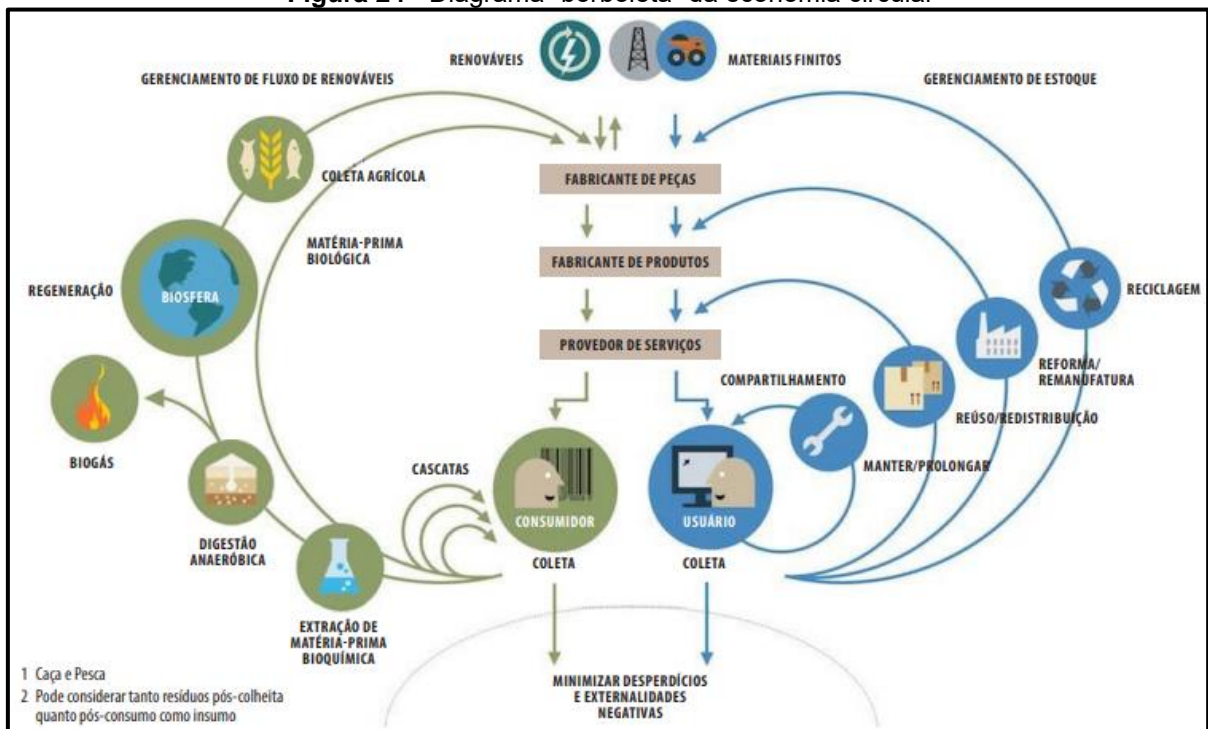 Figura 24 - Diagrama "borboleta" da economia circular
RENOVÁVEIS
MATERIAIS FINITOS
GERENCIAMENTO DE FLUXO DE RENOVÁVEIS
GERENCIAMENTO DE ESTOQUE
COLETA AGRÍCOLA
FABRICANTE DE PEÇAS
MATÉRIA-PRIMA
BIOLÓGICA
FABRICANTE DE PRODUTOS
REGENERAÇÃO
BIOSFERA
RECICLAGEM
PROVEDOR DE SERVIÇOS
REFORMA/
REMANUFATURA
COMPARTILHAMENTO
REÚSO/REDISTRIBUIÇÃO
BIOGÁS
CASCATAS
MANTER/PROLONGAR
CONSUMIDOR
USUÁRIO
DIGESTÃO
ANAERÓBICA
COLETA
COLETA
EXTRAÇÃO DE
MATÉRIA-PRIMA
BIOQUÍMICA
MINIMIZAR DESPERDÍCIOS
E EXTERNALIDADES
NEGATIVAS
1 Caça e Pesca
2 Pode considerar tanto resíduos pós-colheita
quanto pós-consumo como insumo